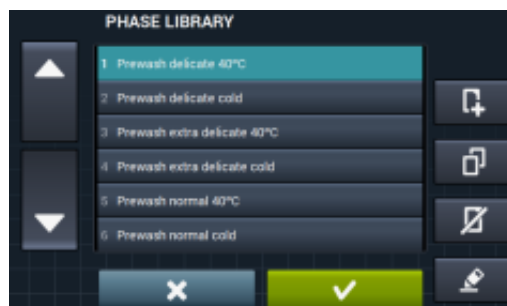 PHASE LIBRARY
1 Prewash delicate 40ºC
2 Prewash delicate cold
3 Prewash extra delicate 40ºC
4 Prewash extra delicate cold
5 Prewash normal 40ºC
6 Prewash normal cold